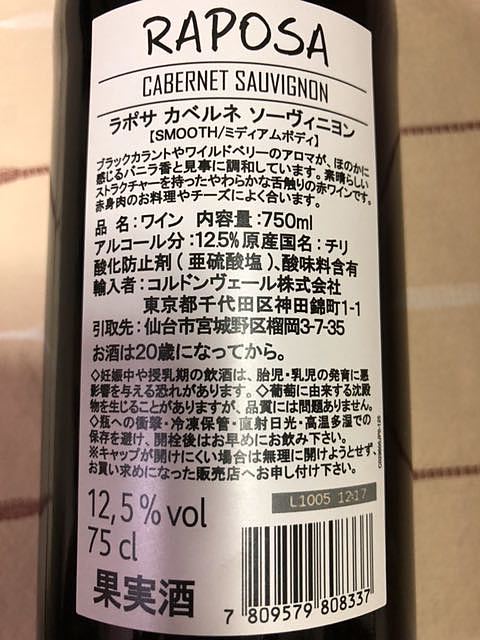 RAPOSA
CABERNET SAUVIGNON
ラポサ カベルネ ソーヴィニヨン
【SMOOTH/ミディアムボディ】
ブラックカラントやワイルドベリーのアロマが、ほのかに
感じるバニラ香と見事に調和しています。素晴らしい
ストラクチャーを持ったやわらかな舌触りの赤ワインです。
赤身肉のお料理やチーズによく合います。
品 名:ワイン 内容量:750ml
アルコール分:12.5% 原産国名:チリ
酸化防止剤(亜硫酸塩)、酸味料含有
輸入者:コルドンヴェール株式会社
東京都千代田区神田錦町1-1
引取先:仙台市宮城野区榴岡3-7-35
お酒は20歳になってから。
◇妊娠中や授乳期の飲酒は、胎児・乳児の発育に悪
影響を与える恐れがあります。◇葡萄に由来する沈殿
物を生じることがありますが、品質には問題ありません。
◇瓶への衝撃・冷凍保管・直射日光・高温多湿での
保存を避け、開栓後はお早めにお飲み下さい。
※キャップが開けにくい場合は無理に開けようとせず、
お買い求めになった販売店へお申し付け下さい。
L1005 12:17
12,5% vol
75 cl
果実酒
7 809579 808337